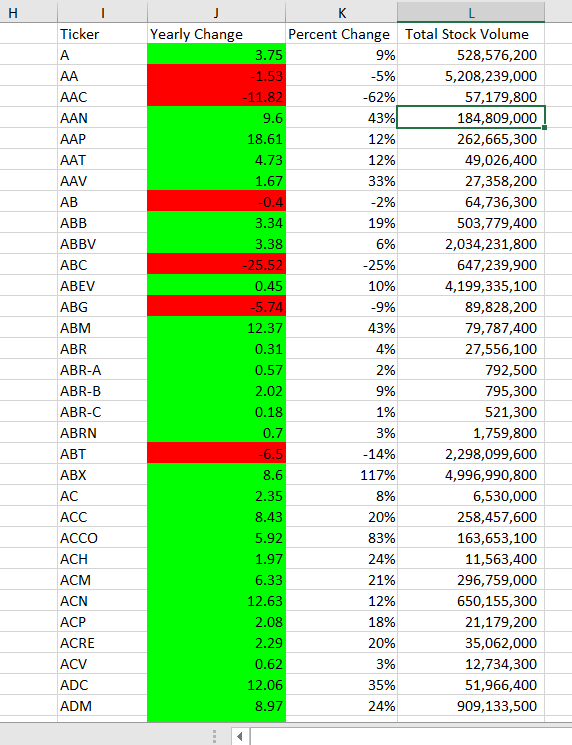 H I J K L
Ticker Yearly Change Percent Change Total Stock Volume
A 3.75 9% 528,576,200
AA -1.53 -5% 5,208,239,000
AAC -11.82 -62% 57,179,800
AAN 9.6 43% 184,809,000
AAP 18.61 12% 262,665,300
AAT 4.73 12% 49,026,400
AAV 1.67 33% 27,358,200
AB -0.4 -2% 64,736,300
ABB 3.34 19% 503,779,400
ABBV 3.38 6% 2,034,231,800
ABC -25.52 -25% 647,239,900
ABEV 0.45 10% 4,199,335,100
ABG -5.74 -9% 89,828,200
ABM 12.37 43% 79,787,400
ABR 0.31 4% 27,556,100
ABR-A 0.57 2% 792,500
ABR-B 2.02 9% 795,300
ABR-C 0.18 1% 521,300
ABRN 0.7 3% 1,759,800
ABT -6.5 -14% 2,298,099,600
ABX 8.6 117% 4,996,990,800
AC 2.35 8% 6,530,000
ACC 8.43 20% 258,457,600
ACCO 5.92 83% 163,653,100
ACH 1.97 24% 11,563,400
ACM 6.33 21% 296,759,000
ACN 12.63 12% 650,155,300
ACP 2.08 18% 21,179,200
ACRE 2.29 20% 35,062,000
ACV 0.62 3% 12,734,300
ADC 12.06 35% 51,966,400
ADM 8.97 24% 909,133,500